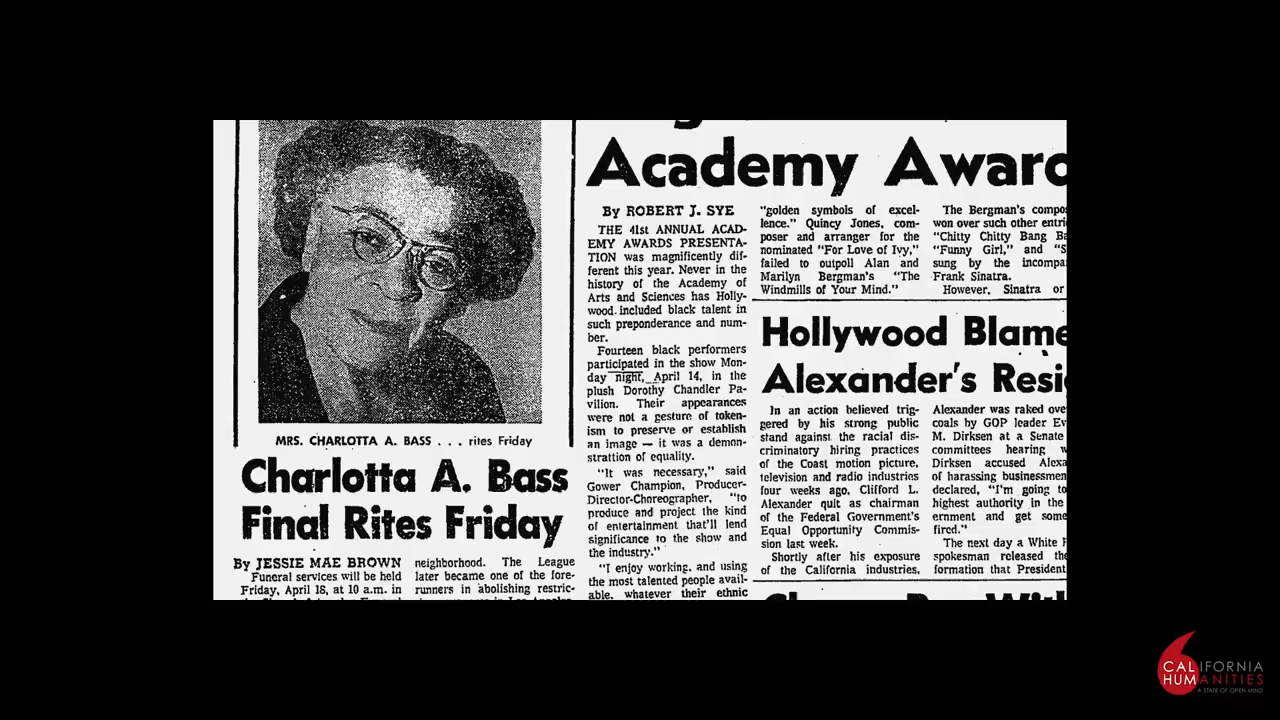 MRS. CHARLOTTA A. BASS . . . rites Friday
Charlotta A. Bass
Final Rites Friday
By JESSIE MAE BROWN
Funeral services will be held
Friday, April 18, at 10 a.m. in
neighborhood. The League
later became one of the fore-
runners in abolishing restric-
Academy Awar
By ROBERT J. SYE
THE 41st ANNUAL ACAD-
EMY AWARDS PRESENTA-
TION was magnificently dif-
ferent this year. Never in the
history of the Academy of
Arts and Sciences has Holly-
wood included black talent in
such preponderance and num-
ber.
Fourteen black performers
participated in the show Mon-
day night, April 14, in the
plush Dorothy Chandler Pa-
vilion. Their appearances
were not a gesture of token-
ism to preserve or establish
an image — it was a demon-
stration of equality.
"It was necessary," said
Gower Champion, Producer-
Director-Choreographer, "to
produce and project the kind
of entertainment that'll lend
significance to the show and
the industry."
"I enjoy working, and using
the most talented people avail-
able, whatever their ethnic
"golden symbols of excel-
lence." Quincy Jones, com-
poser and arranger for the
nominated "For Love of Ivy,"
failed to outpoll Alan and
Marilyn Bergman's "The
Windmills of Your Mind."
The Bergman's compo
won over such other entri
"Chitty Chitty Bang Ba
"Funny Girl," and "S
sung by the incompa
Frank Sinatra.
However, Sinatra or
Hollywood Blame
Alexander's Resi
In an action believed trig-
gered by his strong public
stand against the racial dis-
criminatory hiring practices
of the Coast motion picture,
television and radio industries
four weeks ago, Clifford L.
Alexander quit as chairman
of the Federal Government's
Equal Opportunity Commis-
sion last week.
Shortly after his exposure
of the California industries,
Alexander was raked ove
coals by GOP leader Ev
M. Dirksen at a Senate
committees hearing w
Dirksen accused Alexa
of harassing businessmen
declared, "I'm going to
highest authority in the
ernment and get some
fired."
The next day a White H
spokesman released the
formation that President
CALIFORNIA
HUMANITIES
A STATE OF OPEN MIND